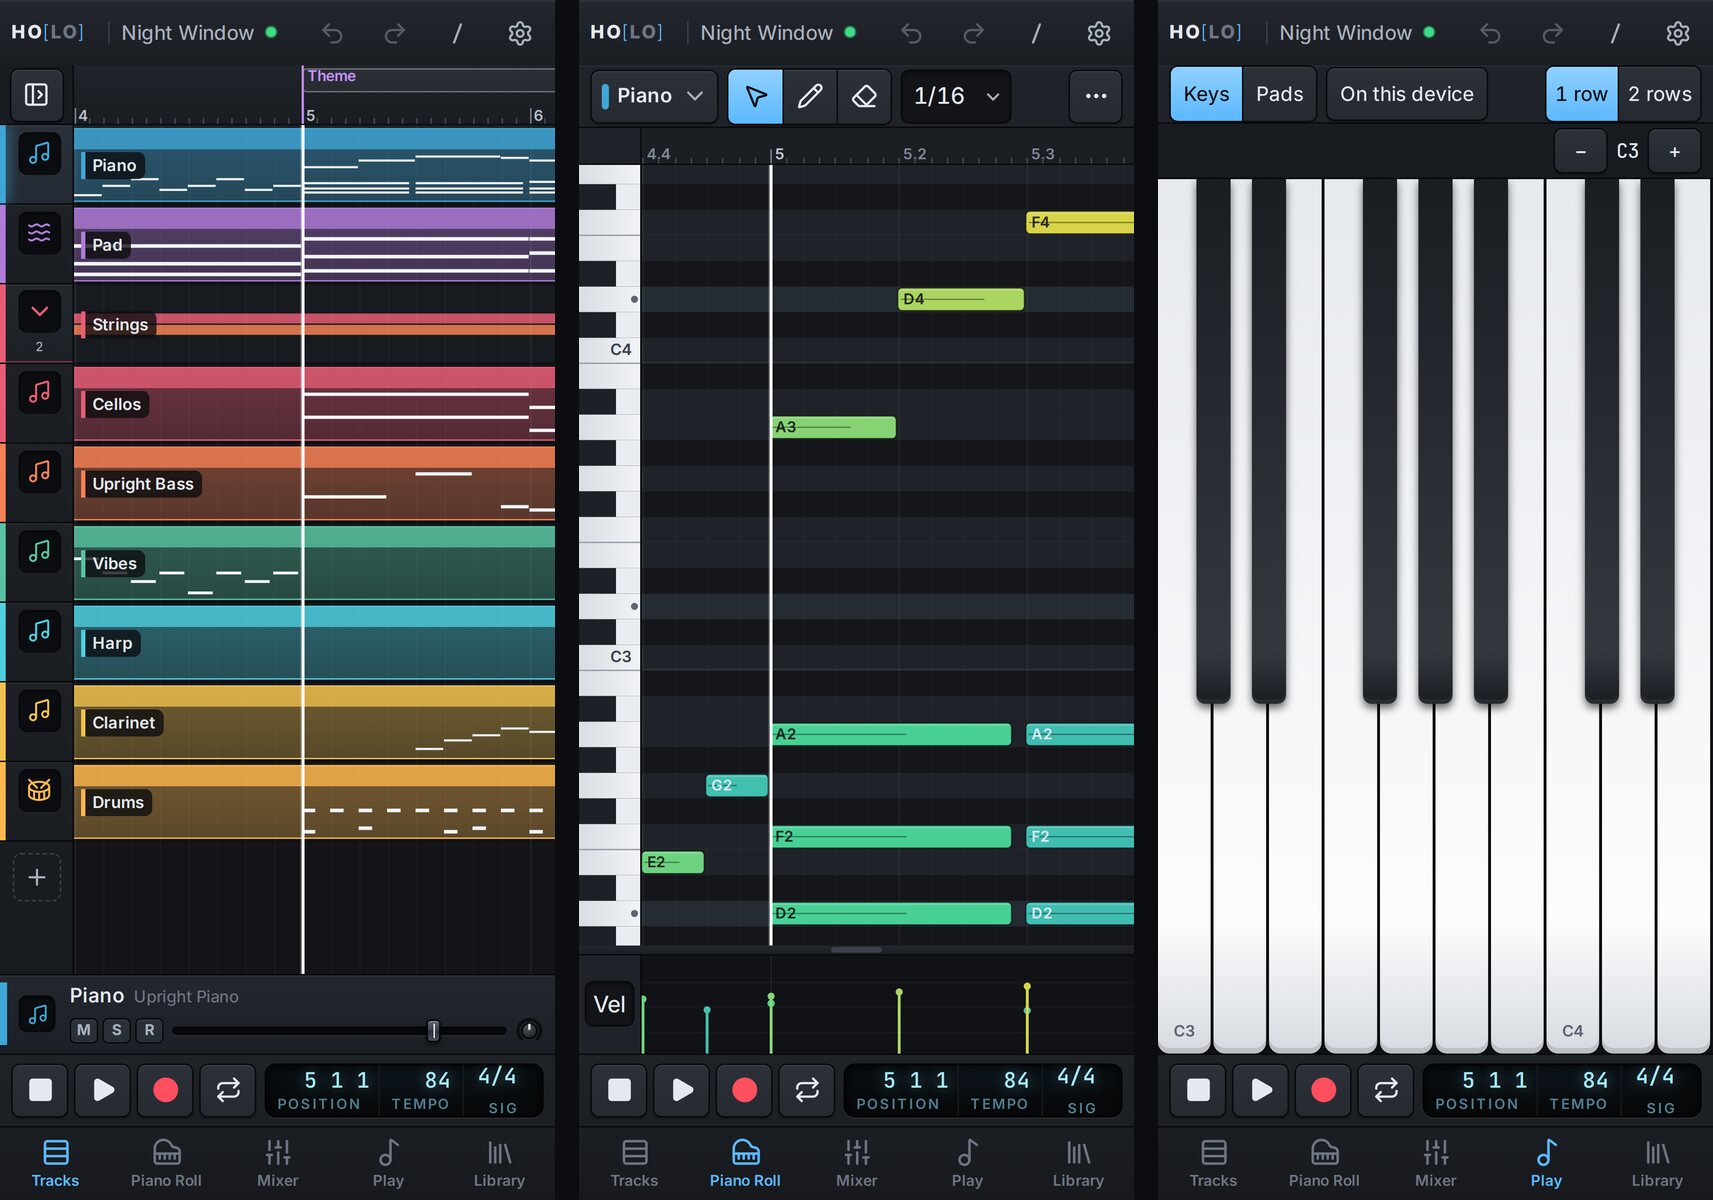 HO[LO] Night Window
Theme
4 5 6
Piano
Pad
Strings
2
Cellos
Upright Bass
Vibes
Harp
Clarinet
Drums
Piano Upright Piano
M S R
5 1 1 84 4/4
POSITION TEMPO SIG
Tracks Piano Roll Mixer Play Library
HO[LO] Night Window
Piano 1/16
4,4 5 5,2 5,3
F4
D4
C4
A3
C3
A2 A2
G2
F2 F2
E2
D2 D2
Vel
5 1 1 84 4/4
POSITION TEMPO SIG
Tracks Piano Roll Mixer Play Library
HO[LO] Night Window
Keys Pads On this device 1 row 2 rows
− C3 +
C3 C4
5 1 1 84 4/4
POSITION TEMPO SIG
Tracks Piano Roll Mixer Play Library